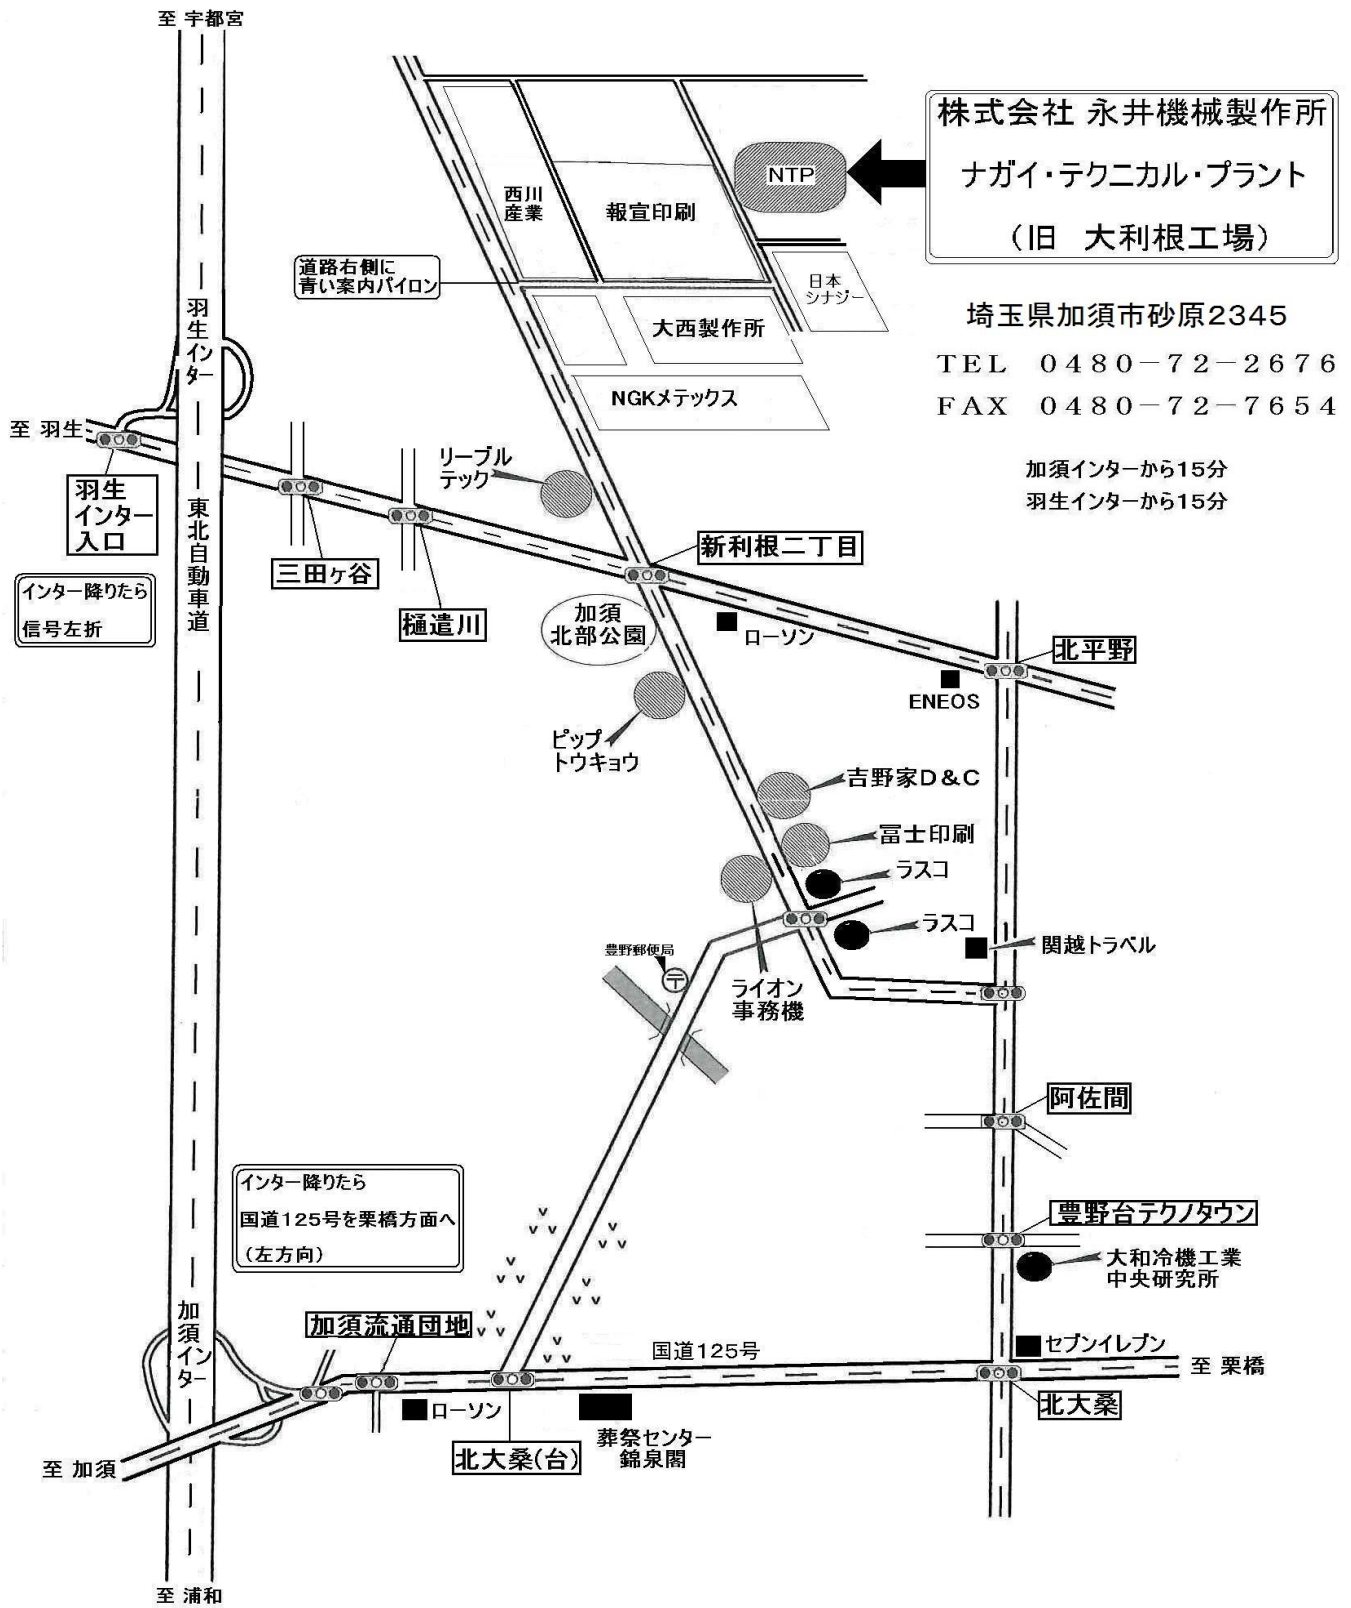 至 宇都宮
株式会社 永井機械製作所
ナガイ・テクニカル・プラント
(旧 大利根工場)
NTP
西川
産業
報宣印刷
道路右側に
青い案内パイロン
日本
シナジー
大西製作所
NGKメテックス
埼玉県加須市砂原2345
TEL 0480-72-2676
FAX 0480-72-7654
加須インターから15分
羽生インターから15分
羽生インター
至 羽生
羽生
インター
入口
インター降りたら
信号左折
東北自動車道
三田ヶ谷
樋遣川
リーブル
テック
新利根二丁目
加須
北部公園
ローソン
北平野
ENEOS
ピップ
トウキョウ
吉野家D&C
冨士印刷
ラスコ
ラスコ
関越トラベル
豊野郵便局
〒
ライオン
事務機
阿佐間
豊野台テクノタウン
大和冷機工業
中央研究所
インター降りたら
国道125号を栗橋方面へ
(左方向)
加須インター
加須流通団地
国道125号
セブンイレブン
至 栗橋
北大桑
ローソン
北大桑(台)
葬祭センター
錦泉閣
至 加須
至 浦和